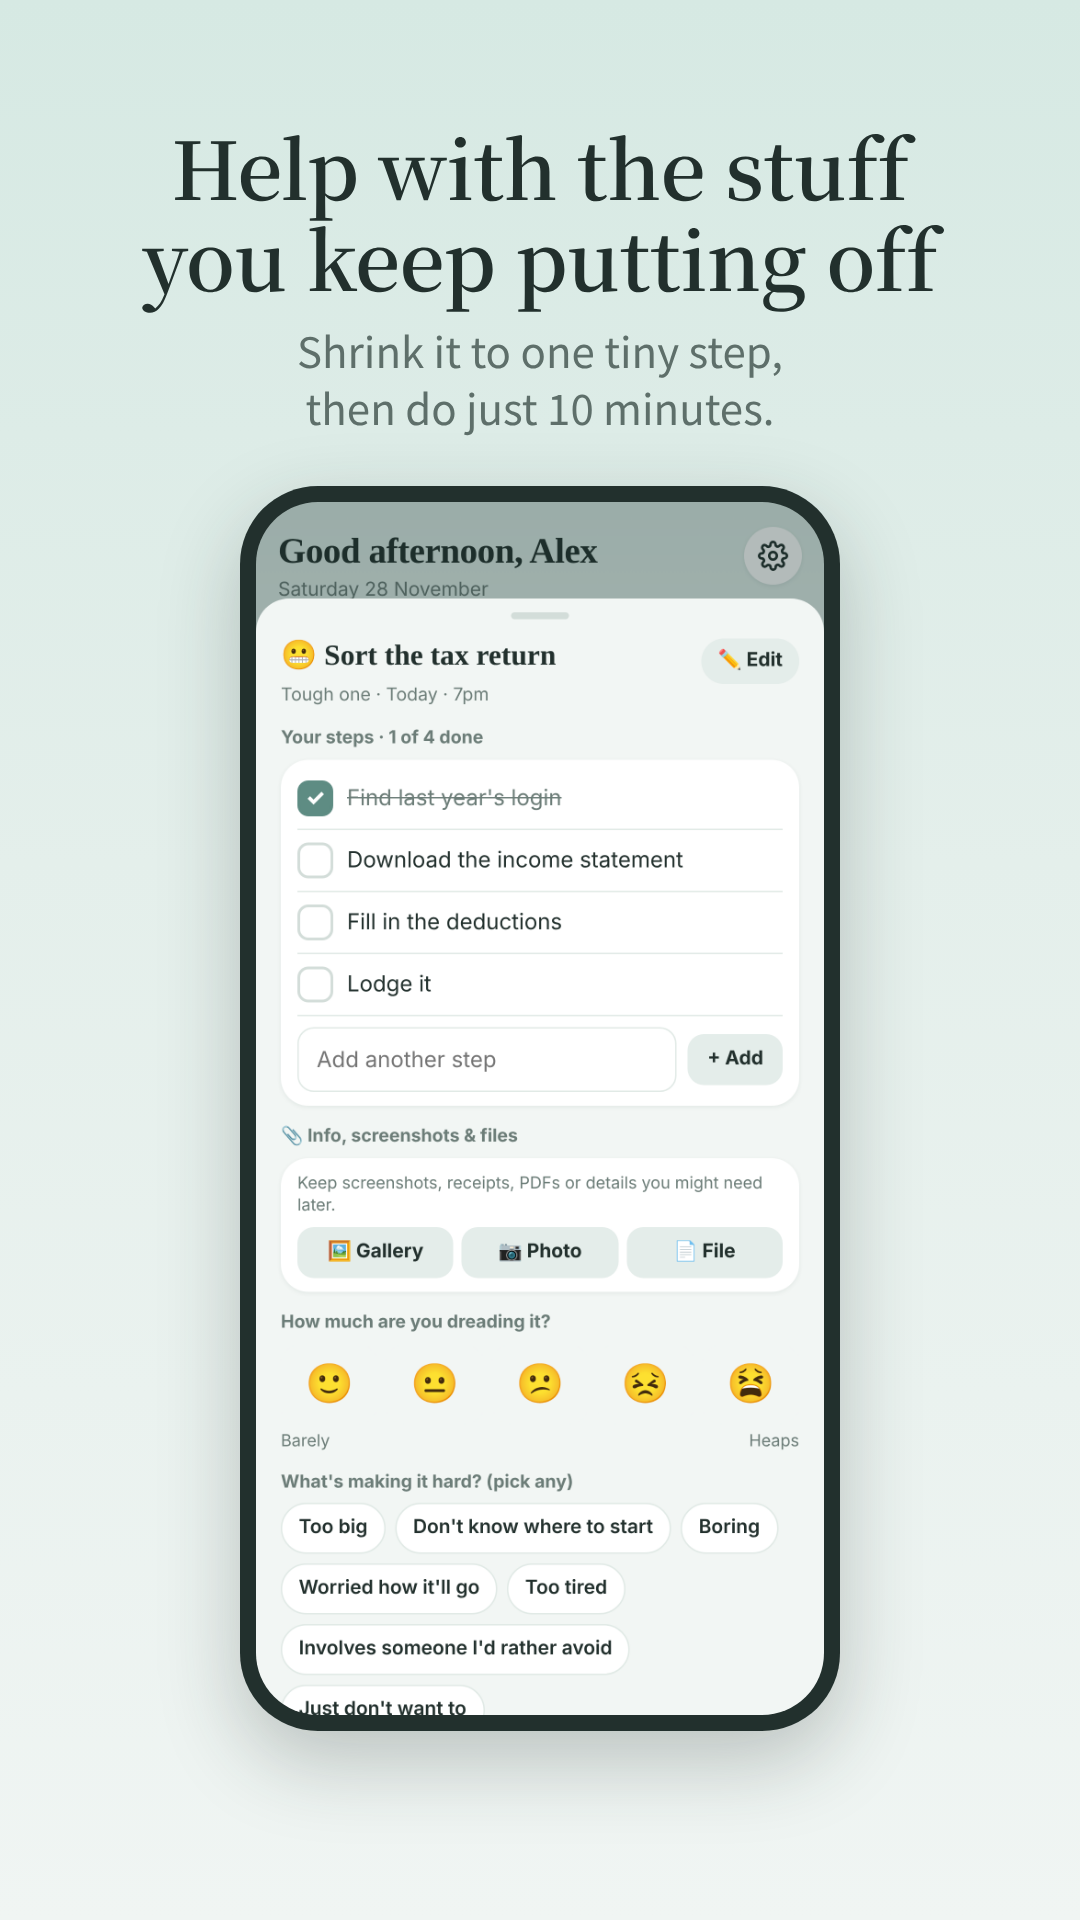 Help with the stuff
you keep putting off
Shrink it to one tiny step,
then do just 10 minutes.
Good afternoon, Alex
Saturday 28 November
😬 Sort the tax return
✏️ Edit
Tough one · Today · 7pm
Your steps · 1 of 4 done
Find last year's login
Download the income statement
Fill in the deductions
Lodge it
Add another step
+ Add
📎 Info, screenshots & files
Keep screenshots, receipts, PDFs or details you might need
later.
🖼️ Gallery
📷 Photo
📄 File
How much are you dreading it?
🙂 😐 😕 😣 😫
Barely
Heaps
What's making it hard? (pick any)
Too big
Don't know where to start
Boring
Worried how it'll go
Too tired
Involves someone I'd rather avoid
Just don't want to